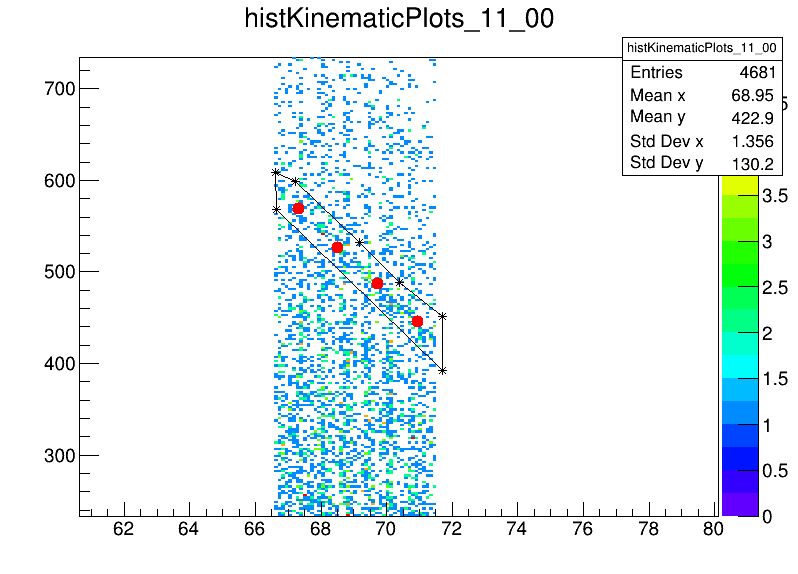 histKinematicPlots_11_00
histKinematicPlots_11_00
Entries 4681
Mean x 68.95
Mean y 422.9
Std Dev x 1.356
Std Dev y 130.2
700
600
500
400
300
62 64 66 68 70 72 74 76 78 80
5
3.5
3
2.5
2
1.5
1
0.5
0